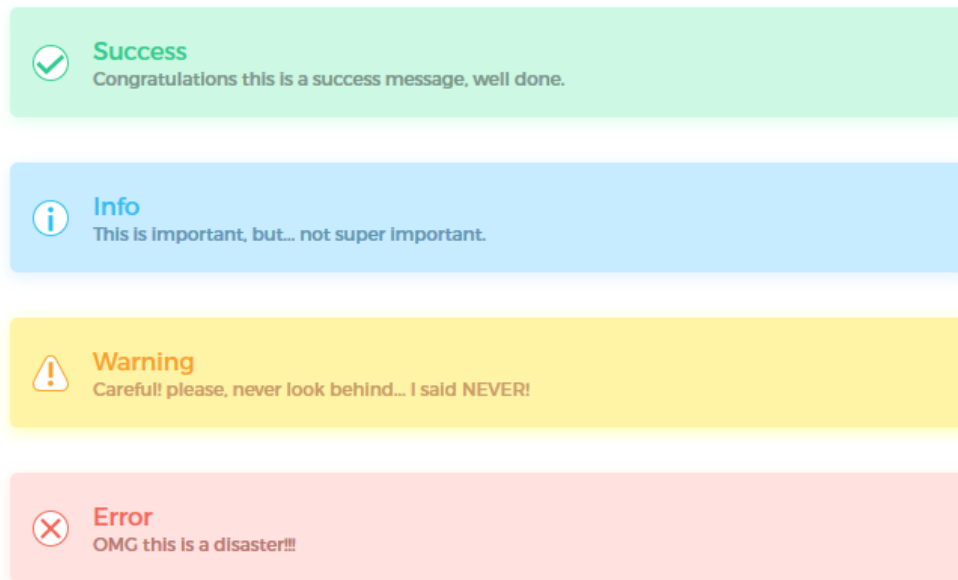 Success
Congratulations this is a success message, well done.
Info
This is important, but... not super important.
Warning
Careful! please, never look behind... I said NEVER!
Error
OMG this is a disaster!!!